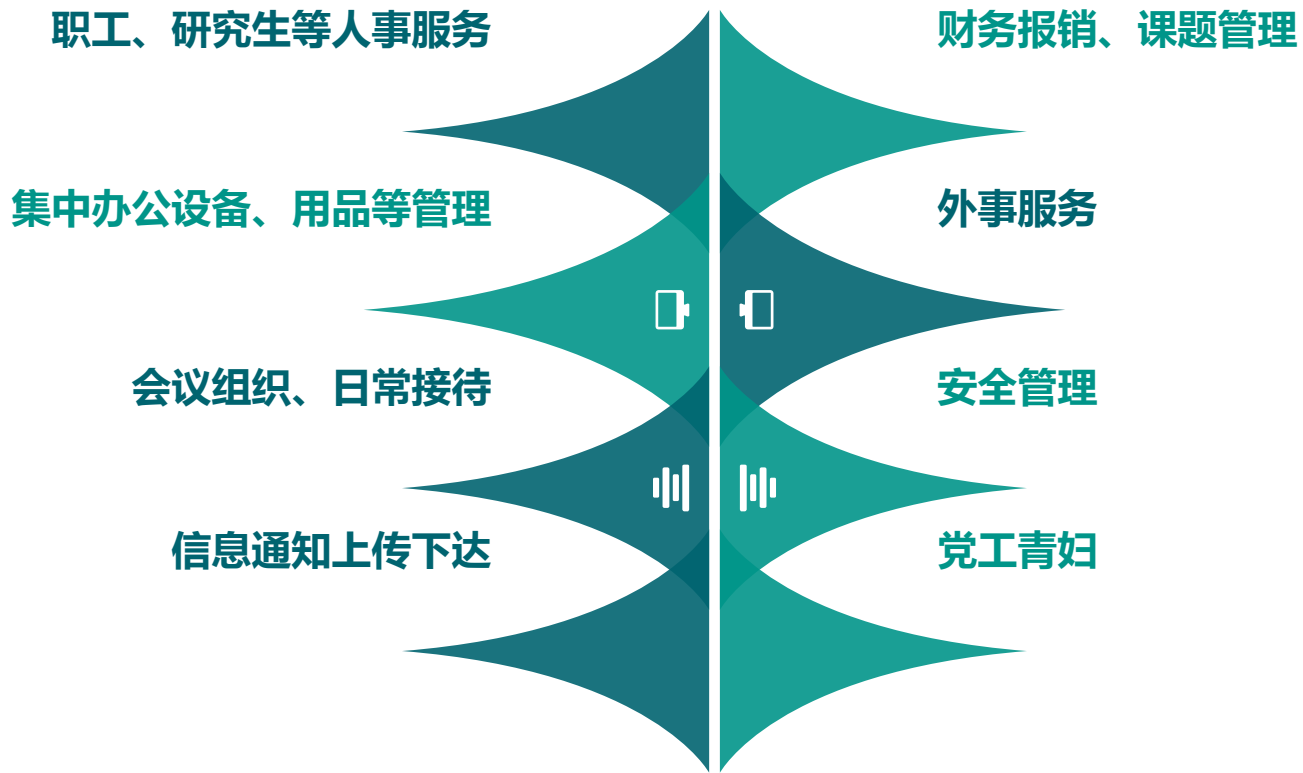 职工、研究生等人事服务
财务报销、课题管理
集中办公设备、用品等管理
外事服务
会议组织、日常接待
安全管理
信息通知上传下达
党工青妇